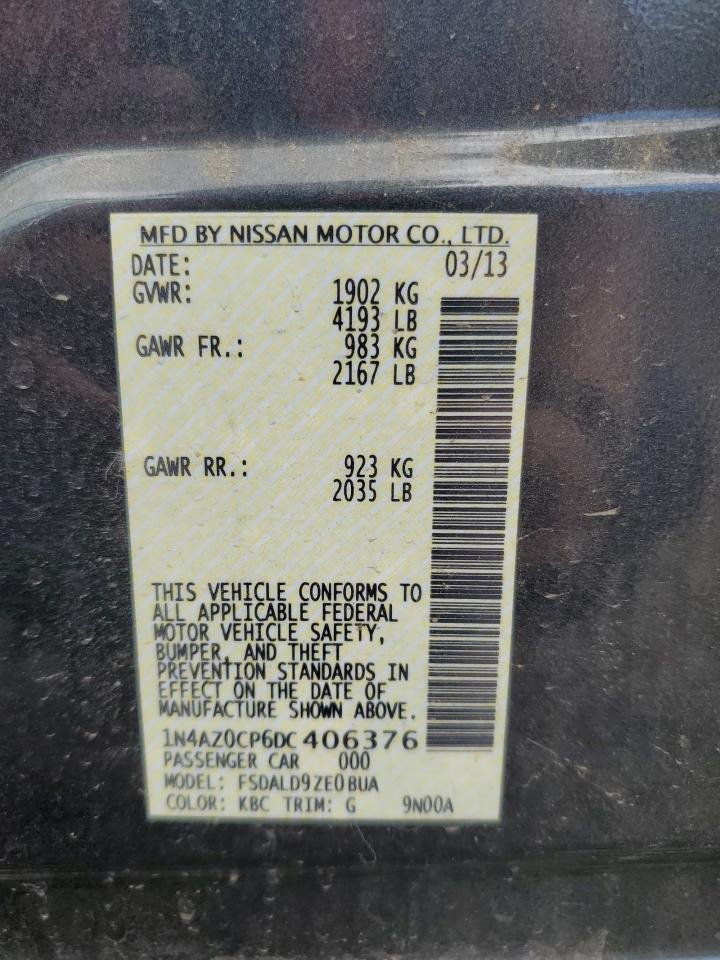 MFD BY NISSAN MOTOR CO., LTD.
DATE: 03/13
GVWR: 1902 KG
4193 LB
GAWR FR.: 983 KG
2167 LB
GAWR RR.: 923 KG
2035 LB
THIS VEHICLE CONFORMS TO
ALL APPLICABLE FEDERAL
MOTOR VEHICLE SAFETY,
BUMPER, AND THEFT
PREVENTION STANDARDS IN
EFFECT ON THE DATE OF
MANUFACTURE SHOWN ABOVE.
1N4AZ0CP6DC406376
PASSENGER CAR 000
MODEL: FSDALD9ZE0BUA
COLOR: KBC TRIM: G 9N00A